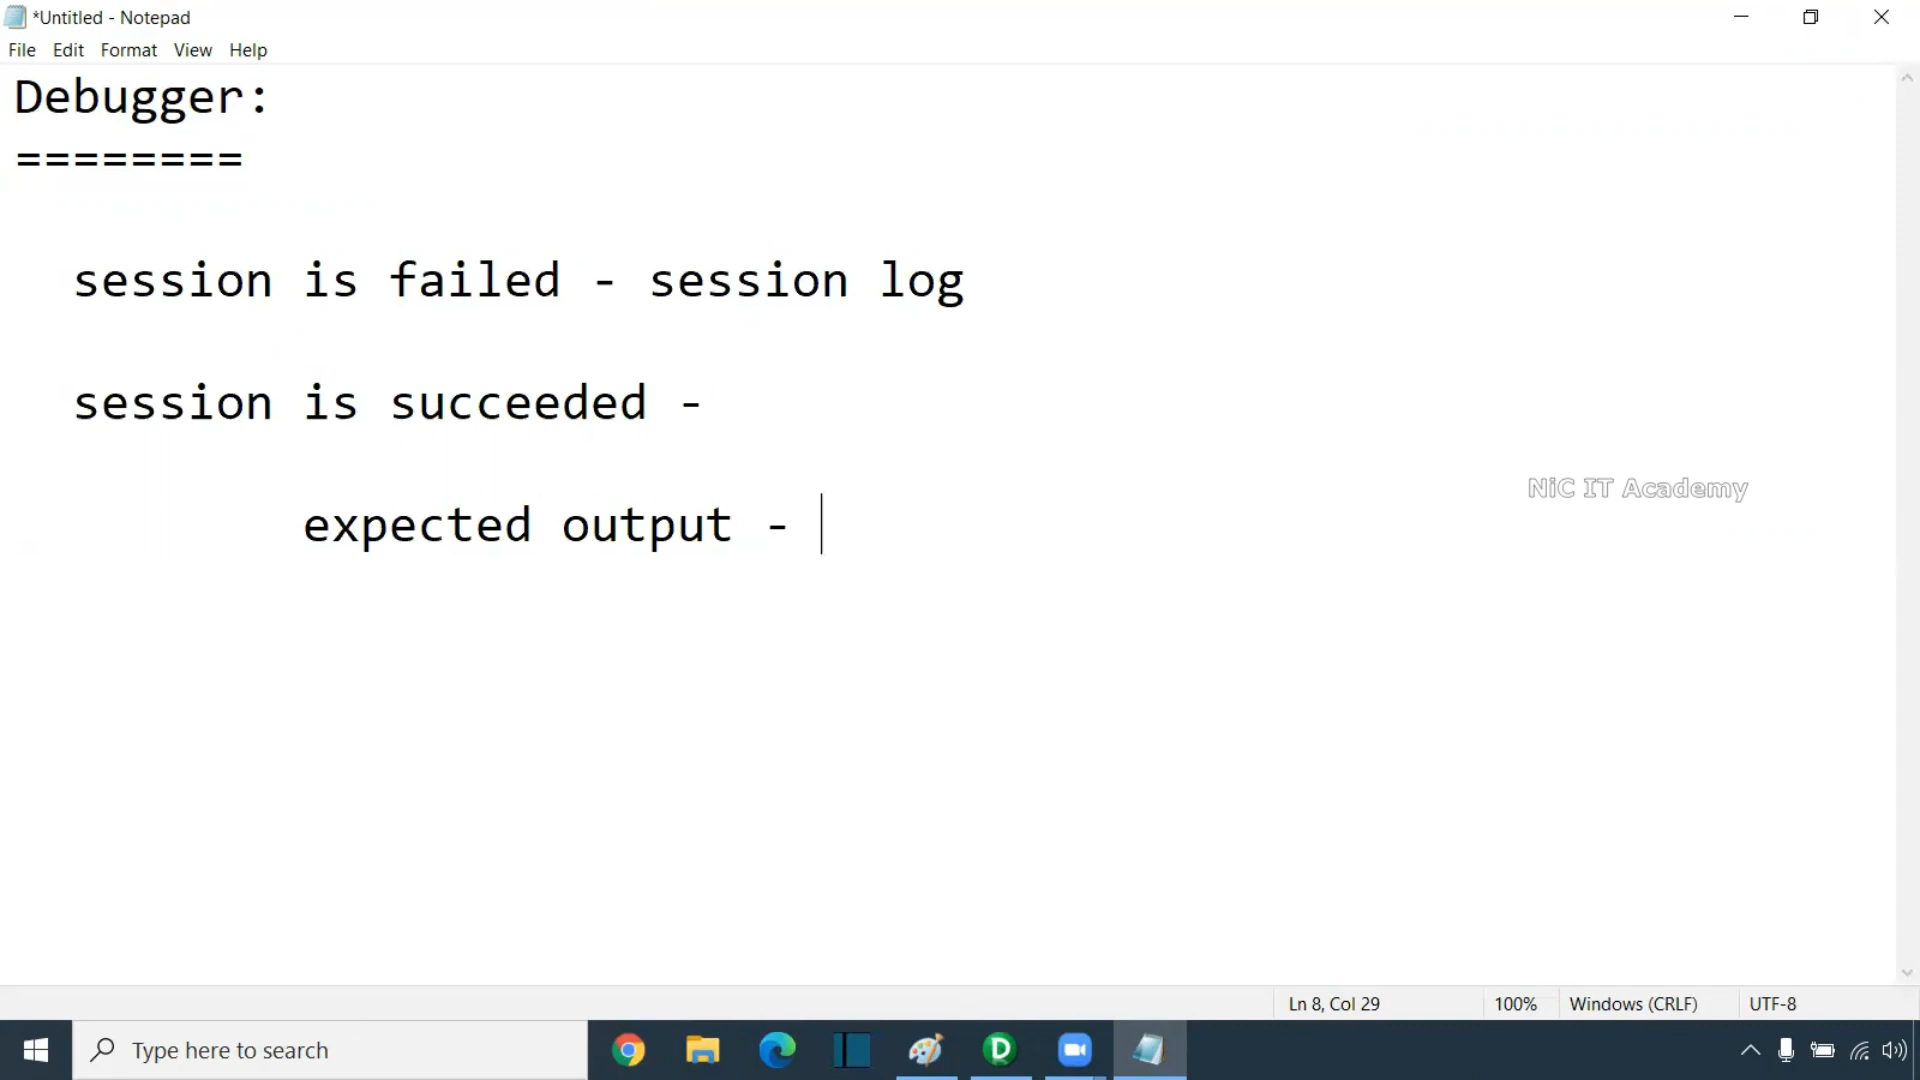 *Untitled - Notepad
File Edit Format View Help
Debugger:
========
session is failed - session log
session is succeeded -
NiC IT Academy
expected output -
Ln 8, Col 29 100% Windows (CRLF) UTF-8
Type here to search